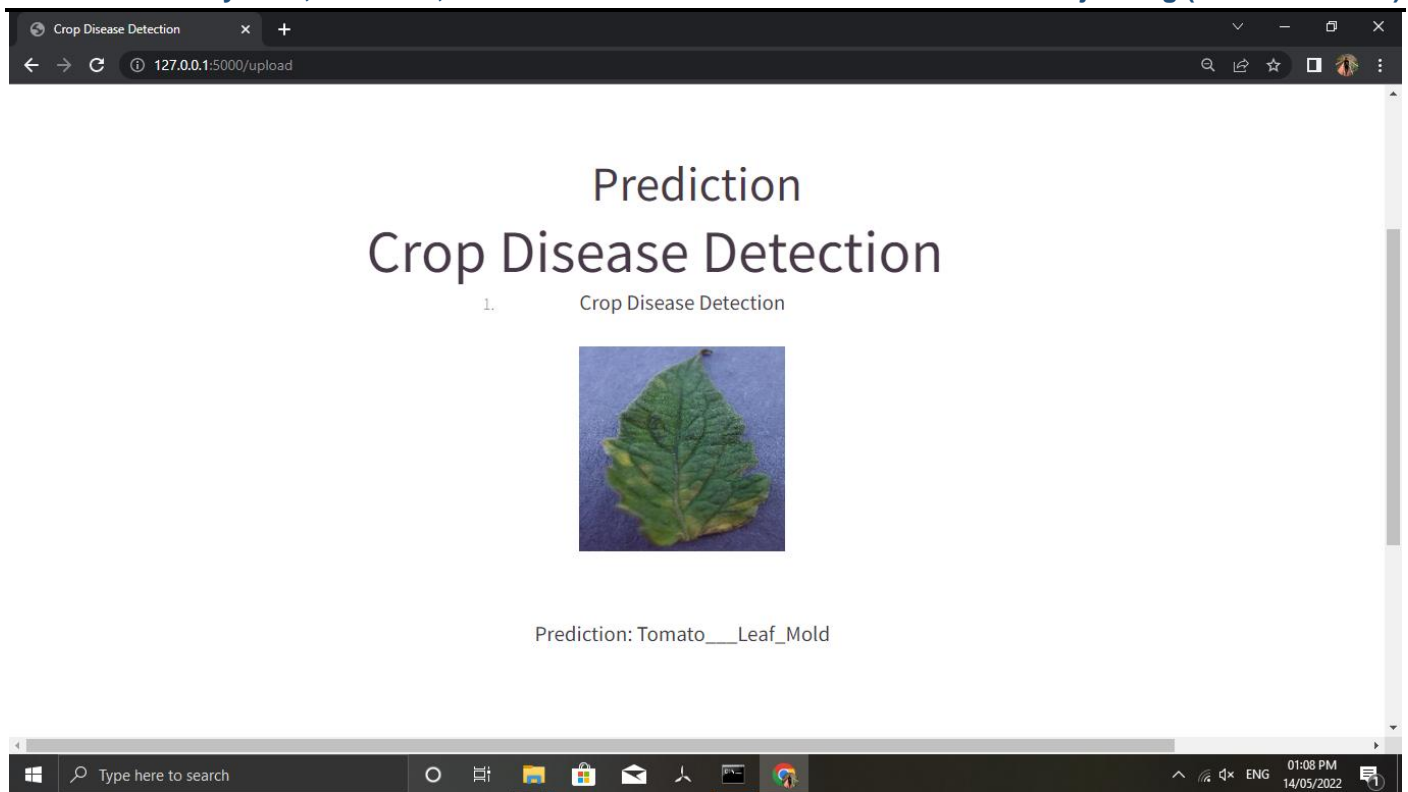 Crop Disease Detection
127.0.0.1:5000/upload
Prediction
Crop Disease Detection
1. Crop Disease Detection
Prediction: Tomato___Leaf_Mold
Type here to search
ENG
01:08 PM
14/05/2022
1